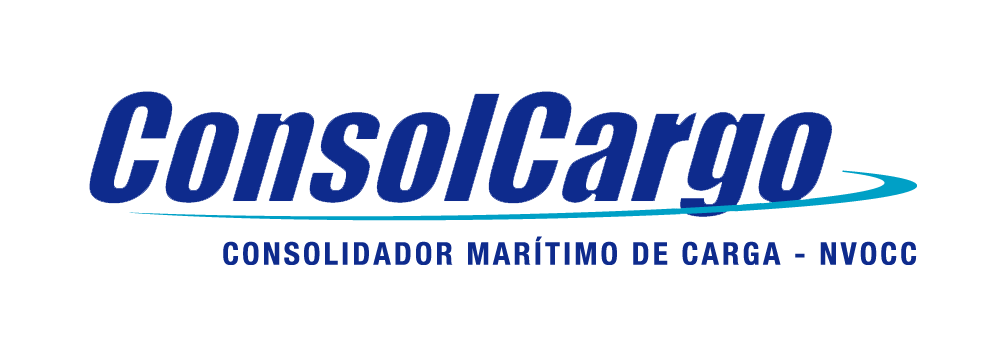 ConsolCargo
CONSOLIDADOR MARÍTIMO DE CARGA - NVOCC